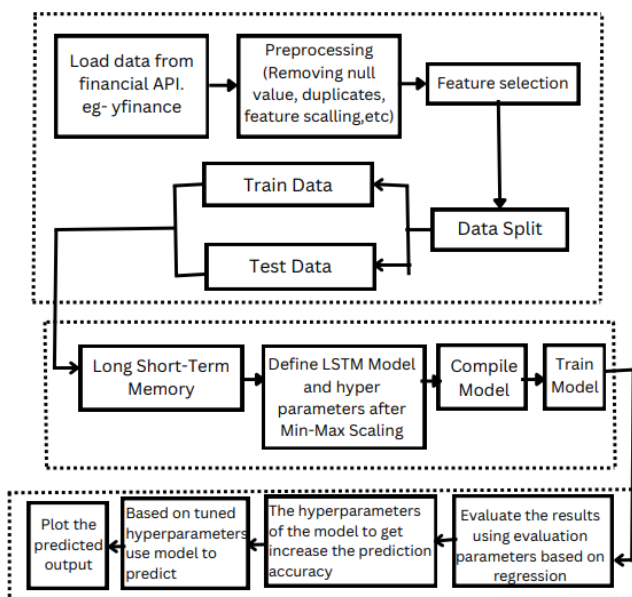 Load data from
financial API.
eg- yfinance
Preprocessing
(Removing null
value, duplicates,
feature scalling,etc)
Feature selection
Train Data
Data Split
Test Data
Long Short-Term
Memory
Define LSTM Model
and hyper
parameters after
Min-Max Scaling
Compile
Model
Train
Model
Plot the
predicted
output
Based on tuned
hyperparameters
use model to
predict
The hyperparameters
of the model to get
increase the prediction
accuracy
Evaluate the results
using evaluation
parameters based on
regression